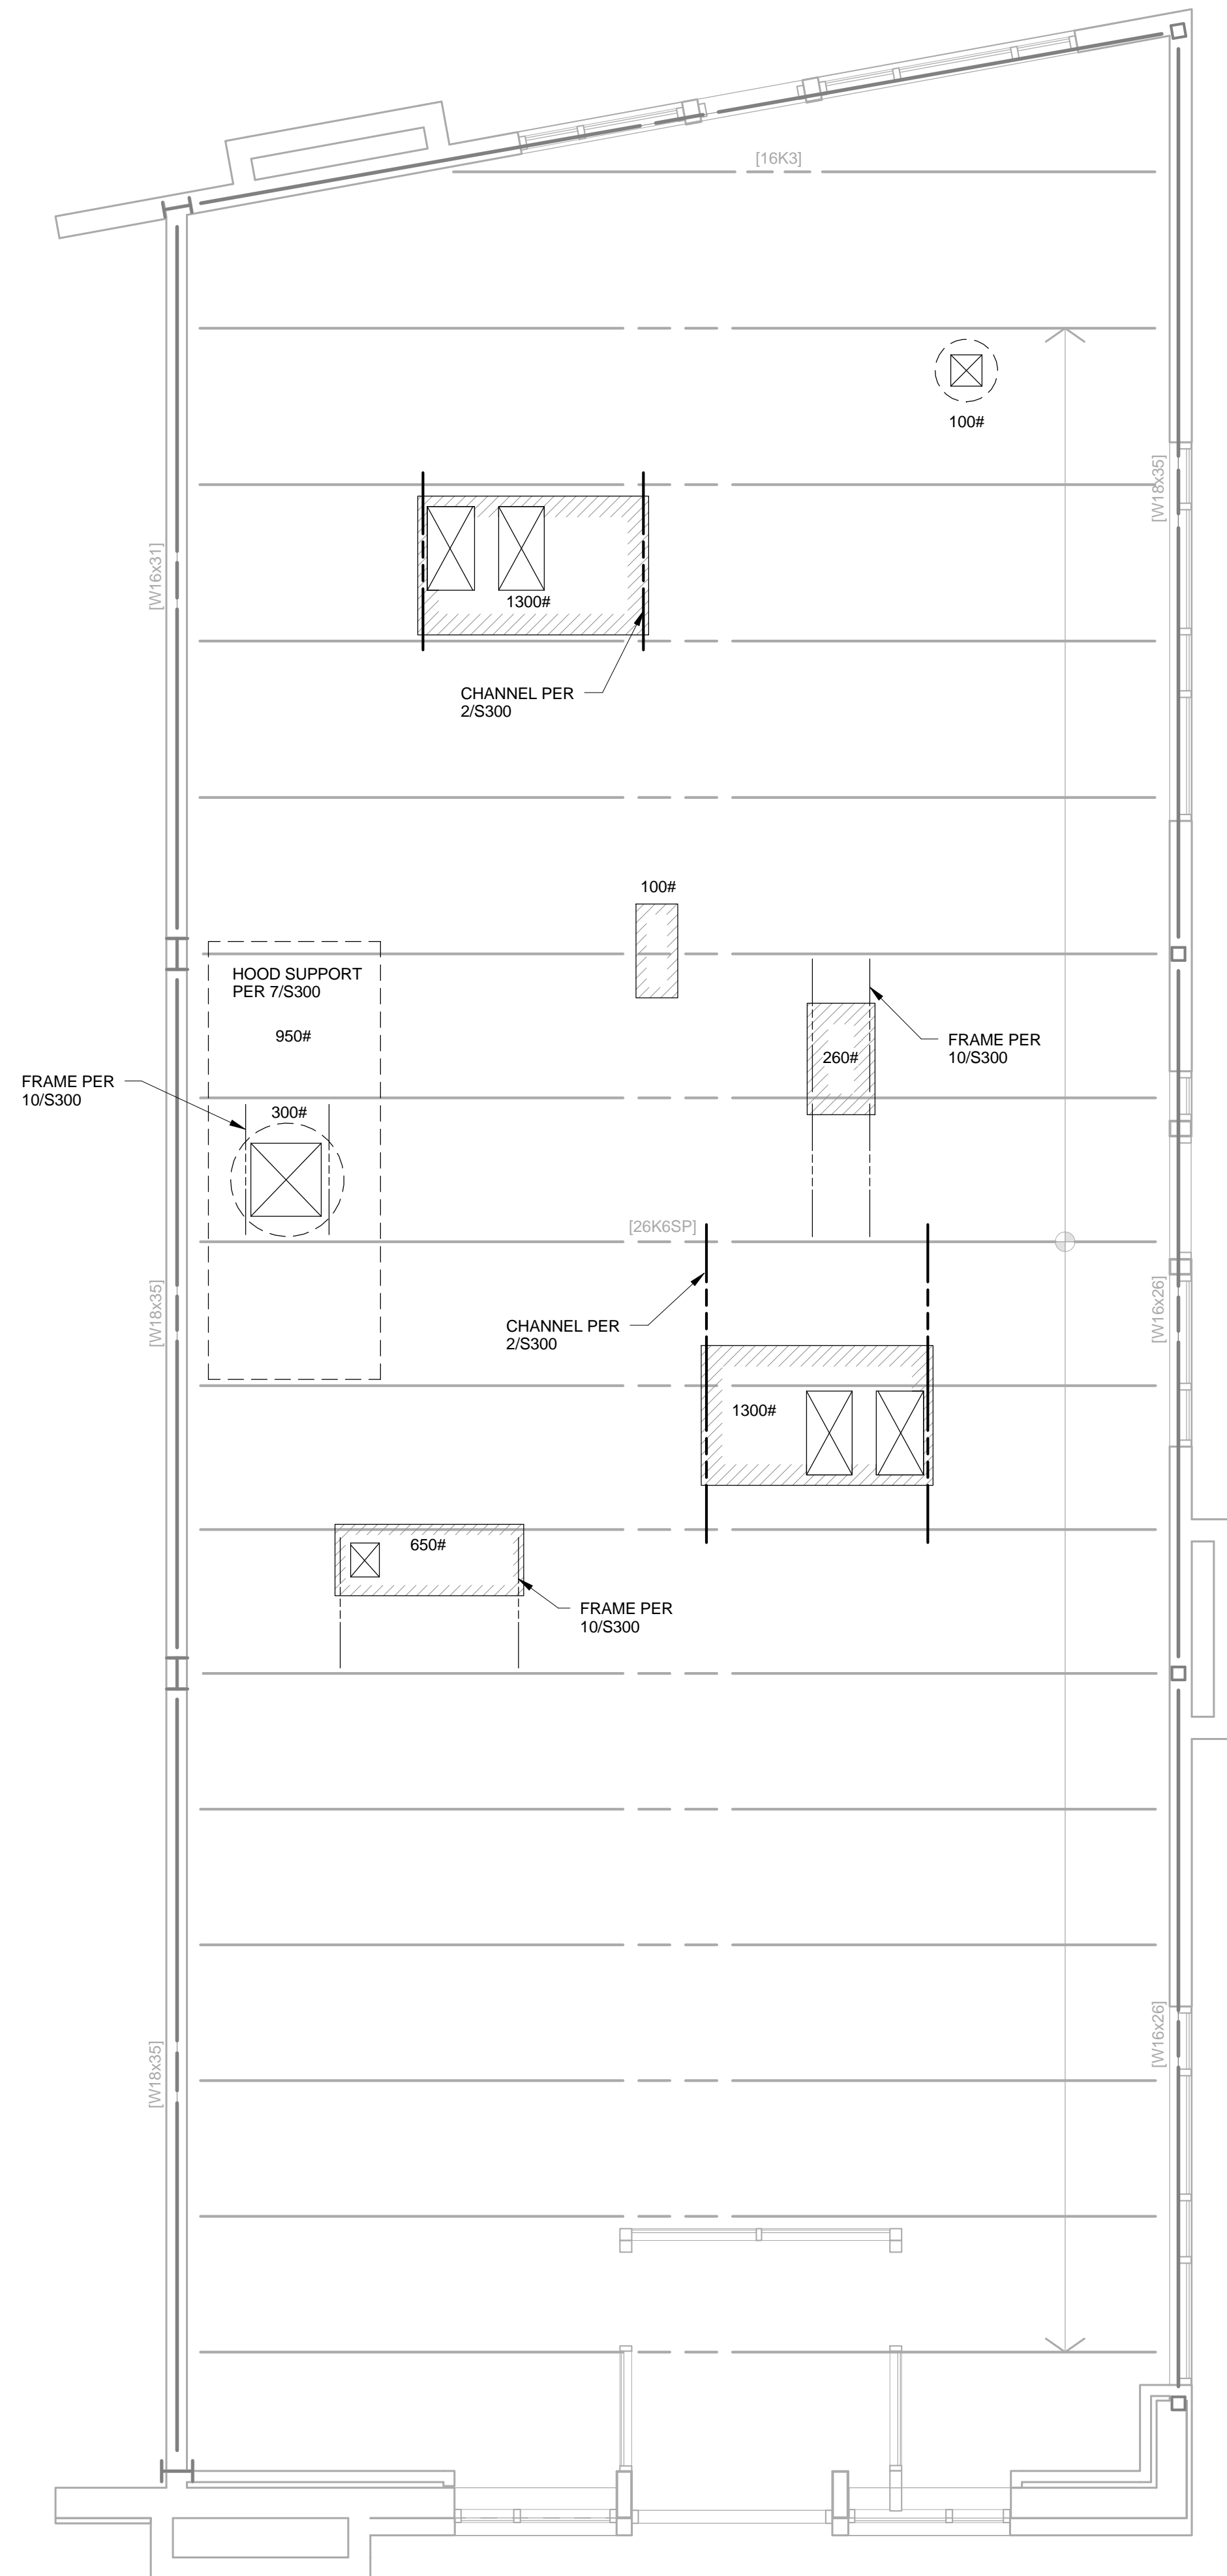 [16K3]
100#
[W18x35]
[W16x31]
1300#
CHANNEL PER
2/S300
100#
HOOD SUPPORT
PER 7/S300
950#
FRAME PER
10/S300
260#
FRAME PER
10/S300
300#
[26K6SP]
[W18x35]
[W16x26]
CHANNEL PER
2/S300
1300#
650#
FRAME PER
10/S300
[W18x35]
[W16x26]